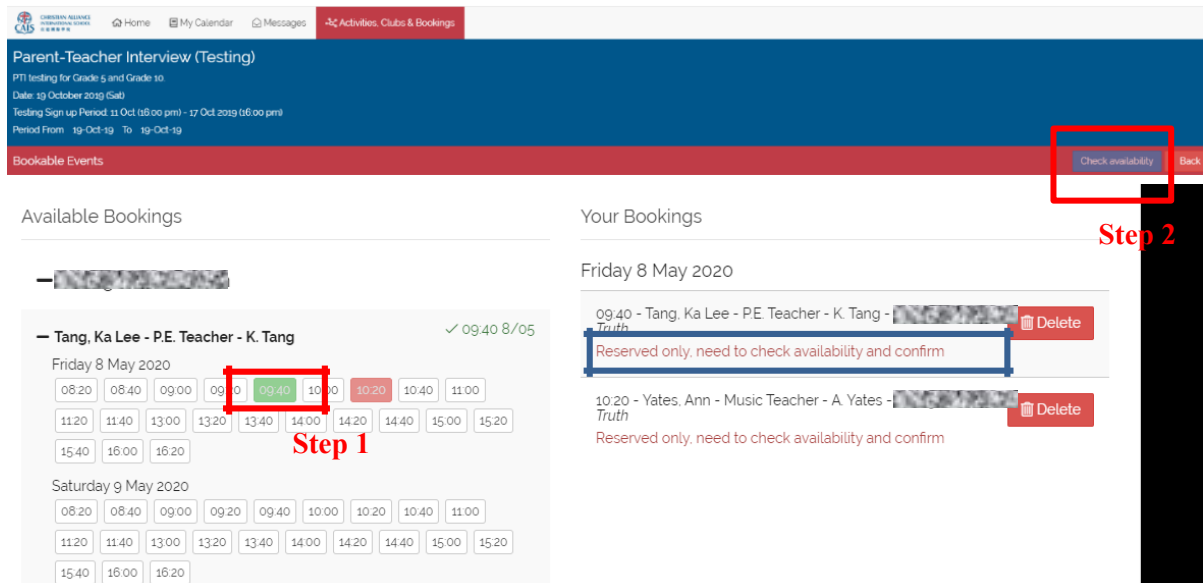 CHRISTIAN ALLIANCE
INTERNATIONAL SCHOOL
CAIS
Home My Calendar Messages Activities, Clubs & Bookings
Parent-Teacher Interview (Testing)
PTI testing for Grade 5 and Grade 10.
Date: 19 October 2019 (Sat)
Testing Sign up Period: 11 Oct (16:00 pm) - 17 Oct 2019 (16:00 pm)
Period From 19-Oct-19 To 19-Oct-19
Bookable Events Check availability Back
Step 2
Available Bookings
Tang, Ka Lee - P.E. Teacher - K. Tang 09:40 8/05
Friday 8 May 2020
08:20 08:40 09:00 09:20 09:40 10:00 10:20 10:40 11:00
11:20 11:40 13:00 13:20 13:40 14:00 14:20 14:40 15:00 15:20
Step 1
15:40 16:00 16:20
Saturday 9 May 2020
08:20 08:40 09:00 09:20 09:40 10:00 10:20 10:40 11:00
11:20 11:40 13:00 13:20 13:40 14:00 14:20 14:40 15:00 15:20
15:40 16:00 16:20
Your Bookings
Friday 8 May 2020
09:40 - Tang, Ka Lee - P.E. Teacher - K. Tang - Delete
Truth
Reserved only, need to check availability and confirm
10:20 - Yates, Ann - Music Teacher - A. Yates - Delete
Truth
Reserved only, need to check availability and confirm